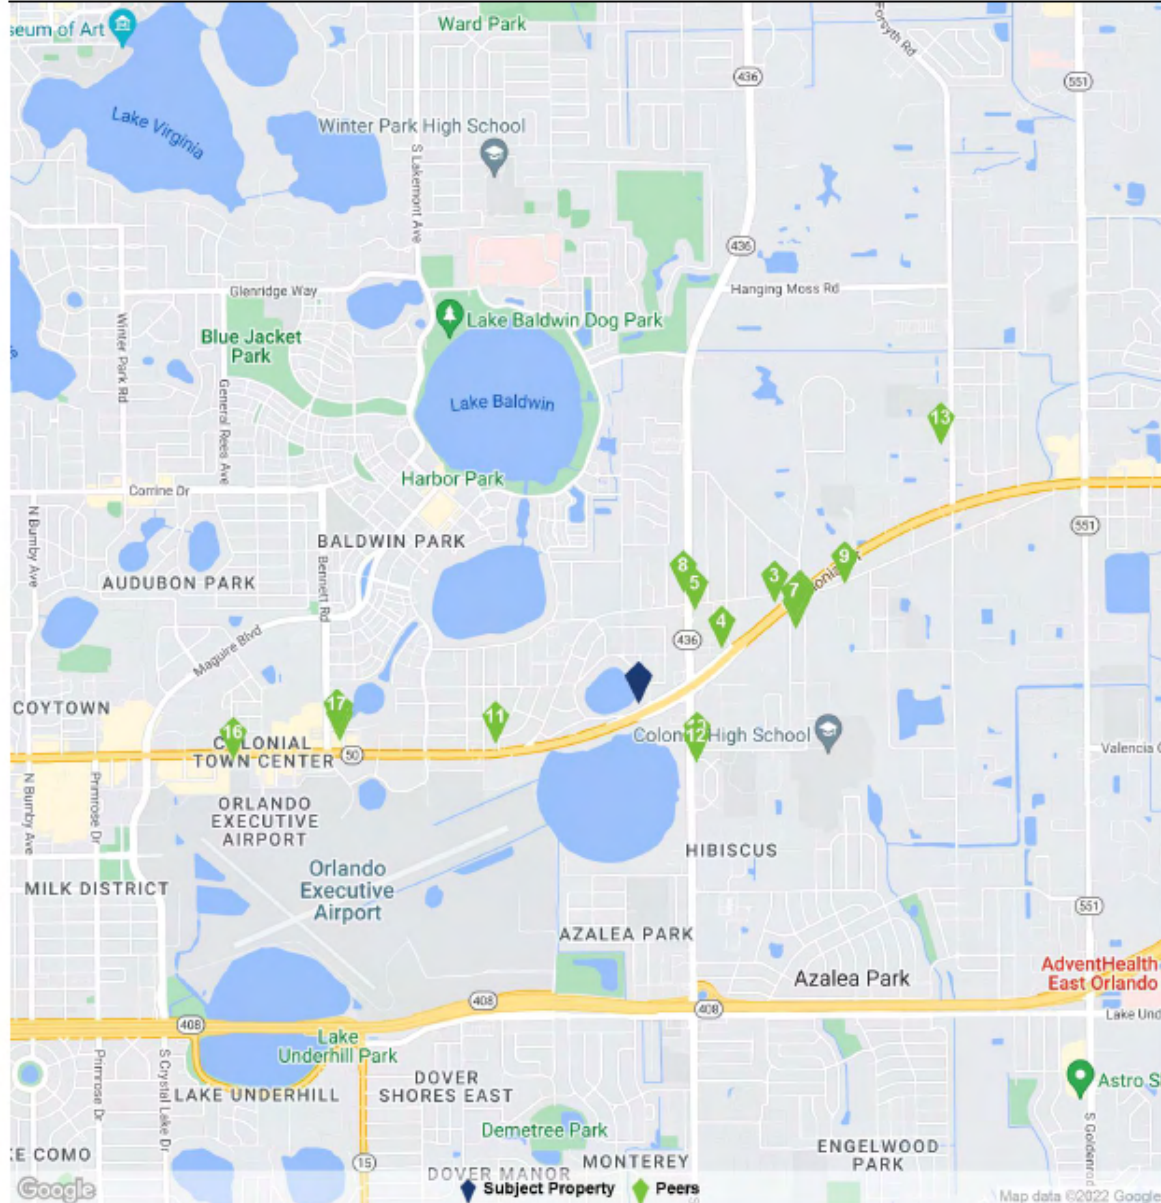 Ward Park
seum of Art
Forsyth Rd
436
551
Lake Virginia
Winter Park High School
S Lakemont Ave
436
Glenridge Way
Hanging Moss Rd
Lake Baldwin Dog Park
Blue Jacket
Park
Winter Park Rd
General Rees Ave
Lake Baldwin
13
Harbor Park
Corrine Dr
N Bumby Ave
551
BALDWIN PARK
Bennett Rd
AUDUBON PARK
8
5
3
7
9
4
436
Maguire Blvd
COYTOWN
17
16
11
12
COLONIAL
TOWN CENTER
50
High School
Valencia
N Bumby Ave
Primrose Dr
ORLANDO
EXECUTIVE
AIRPORT
HIBISCUS
Orlando
Executive
Airport
MILK DISTRICT
551
AZALEA PARK
AdventHealth
East Orlando
Azalea Park
408
408
408
Lake Und
Lake
Underhill Park
S Crystal Lake Dr
Primrose Dr
LAKE UNDERHILL
DOVER
SHORES EAST
Astro S
S Goldenrod
Demetree Park
ENGELWOOD
PARK
KE COMO
15
MONTEREY
DOVER MANOR
Google
Subject Property
Peers
Map data ©2022 Google